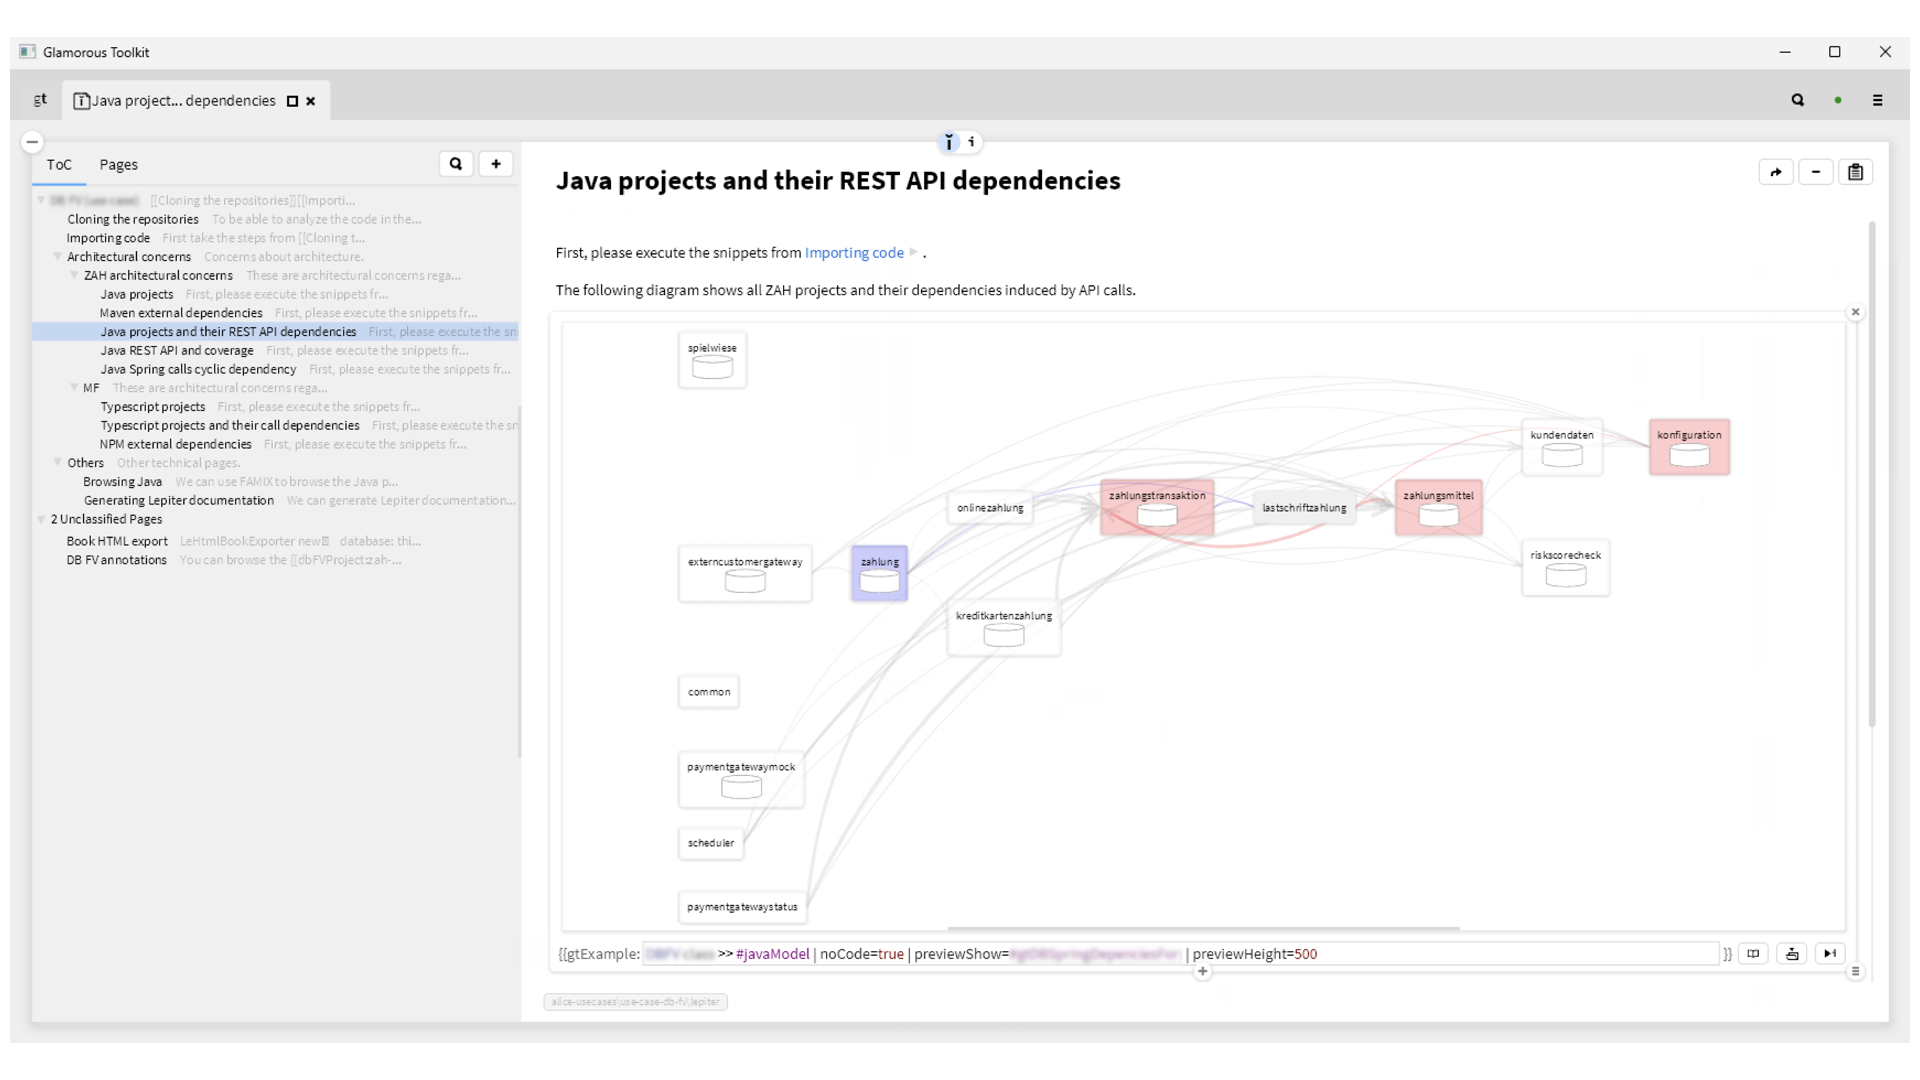 Glamorous Toolkit
gt
Java project... dependencies
ToC Pages
[[Cloning the repositories]][[Importi...
Cloning the repositories To be able to analyze the code in the...
Importing code First take the steps from [[Cloning t...
Architectural concerns Concerns about architecture.
ZAH architectural concerns These are architectural concerns rega...
Java projects First, please execute the snippets fr...
Maven external dependencies First, please execute the snippets fr...
Java projects and their REST API dependencies First, please execute the sn
Java REST API and coverage First, please execute the snippets fr...
Java Spring calls cyclic dependency First, please execute the snippets fr...
MF These are architectural concerns rega...
Typescript projects First, please execute the snippets fr...
Typescript projects and their call dependencies First, please execute the sn
NPM external dependencies First, please execute the snippets fr...
Others Other technical pages.
Browsing Java We can use FAMIX to browse the Java p...
Generating Lepiter documentation We can generate Lepiter documentation...
2 Unclassified Pages
Book HTML export LeHtmlBookExporter new database: thi...
DB FV annotations You can browse the {{dbFVProject:zah-...
Java projects and their REST API dependencies
First, please execute the snippets from Importing code .
The following diagram shows all ZAH projects and their dependencies induced by API calls.
spielwiese
kundendaten
konfiguration
zahlungstransaktion
zahlungsmittel
onlinezahlung
lastschriftzahlung
riskscorecheck
externcustomergateway
zahlung
kreditkartenzahlung
common
paymentgatewaymock
scheduler
paymentgatewaystatus
{{gtExample: >> #javaModel | noCode=true | previewShow= | previewHeight=500 }}
alice-usecases\use-case-db-fv\lepiter